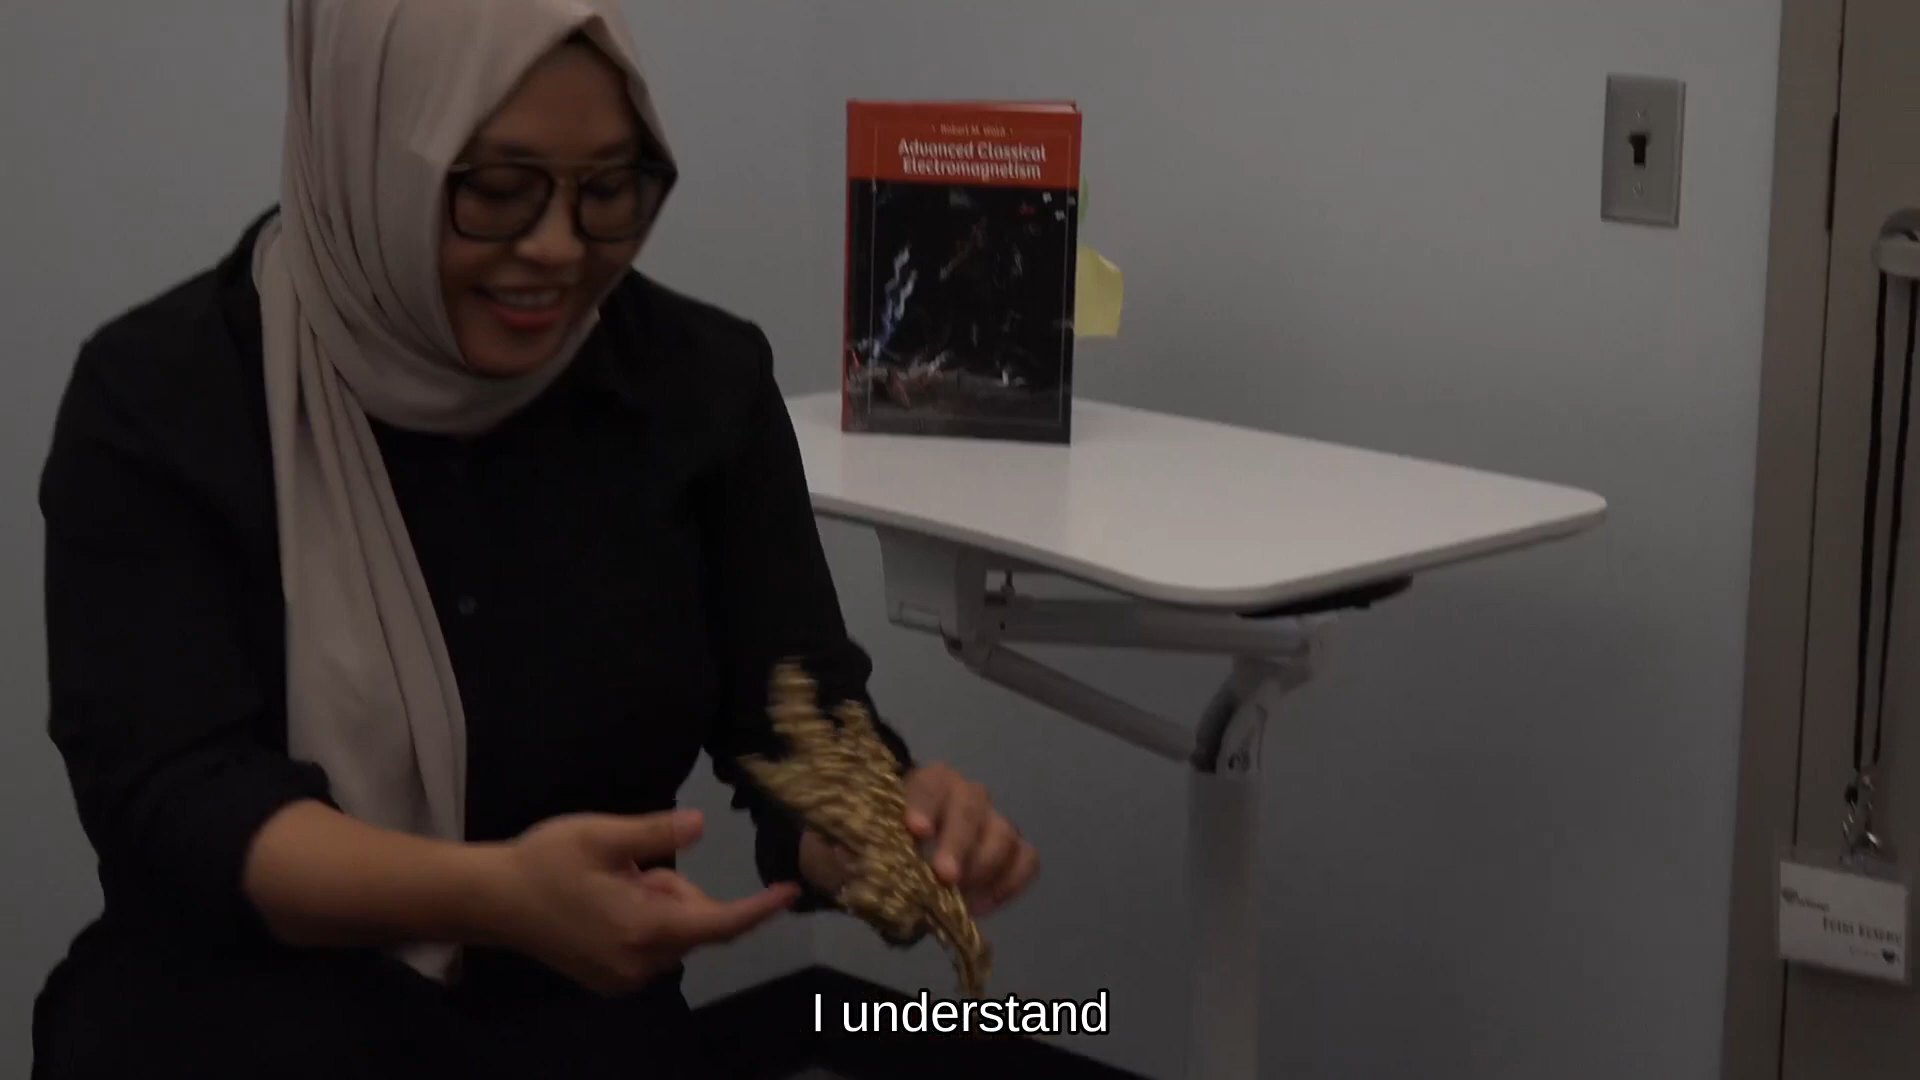 Robert M. Wald
Advanced Classical
Electromagnetism
I understand